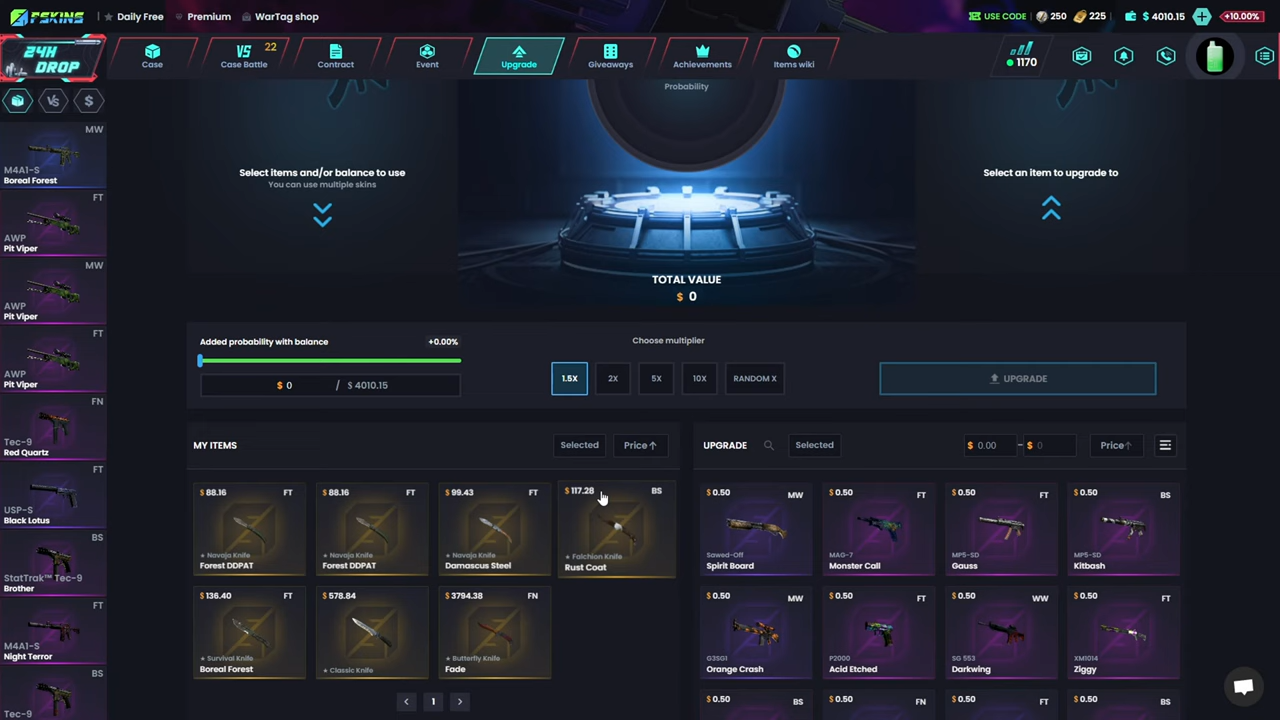 FSKINS
Daily Free
Premium
WarTag shop
USE CODE
250
225
$ 4010.15
+10.00%
24H
DROP
Case
VS
22
Case Battle
Contract
Event
Upgrade
Giveaways
Achievements
Items wiki
1170
VS
$
MW
M4A1-S
Boreal Forest
FT
AWP
Pit Viper
MW
AWP
Pit Viper
FT
AWP
Pit Viper
FN
Tec-9
Red Quartz
FT
USP-S
Black Lotus
BS
StatTrak™ Tec-9
Brother
FT
M4A1-S
Night Terror
BS
Tec-9
Probability
Select items and/or balance to use
You can use multiple skins
Select an item to upgrade to
TOTAL VALUE
$ 0
Added probability with balance
+0.00%
$ 0 / $ 4010.15
Choose multiplier
1.5X
2X
5X
10X
RANDOM X
UPGRADE
MY ITEMS
Selected
Price
$ 88.16 FT
★ Navaja Knife
Forest DDPAT
$ 88.16 FT
★ Navaja Knife
Forest DDPAT
$ 99.43 FT
★ Navaja Knife
Damascus Steel
$ 117.28 BS
★ Falchion Knife
Rust Coat
$ 136.40 FT
★ Survival Knife
Boreal Forest
$ 578.84
★ Classic Knife
$ 3794.38 FN
★ Butterfly Knife
Fade
1
UPGRADE
Selected
$ 0.00 – $ 0
Price
$ 0.50 MW
Sawed-Off
Spirit Board
$ 0.50 FT
MAG-7
Monster Call
$ 0.50 FT
MP5-SD
Gauss
$ 0.50 BS
MP5-SD
Kitbash
$ 0.50 MW
G3SG1
Orange Crash
$ 0.50 FT
P2000
Acid Etched
$ 0.50 WW
SG 553
Darkwing
$ 0.50 FT
XM1014
Ziggy
$ 0.50 BS
$ 0.50 FN
$ 0.50 FT
$ 0.50 BS